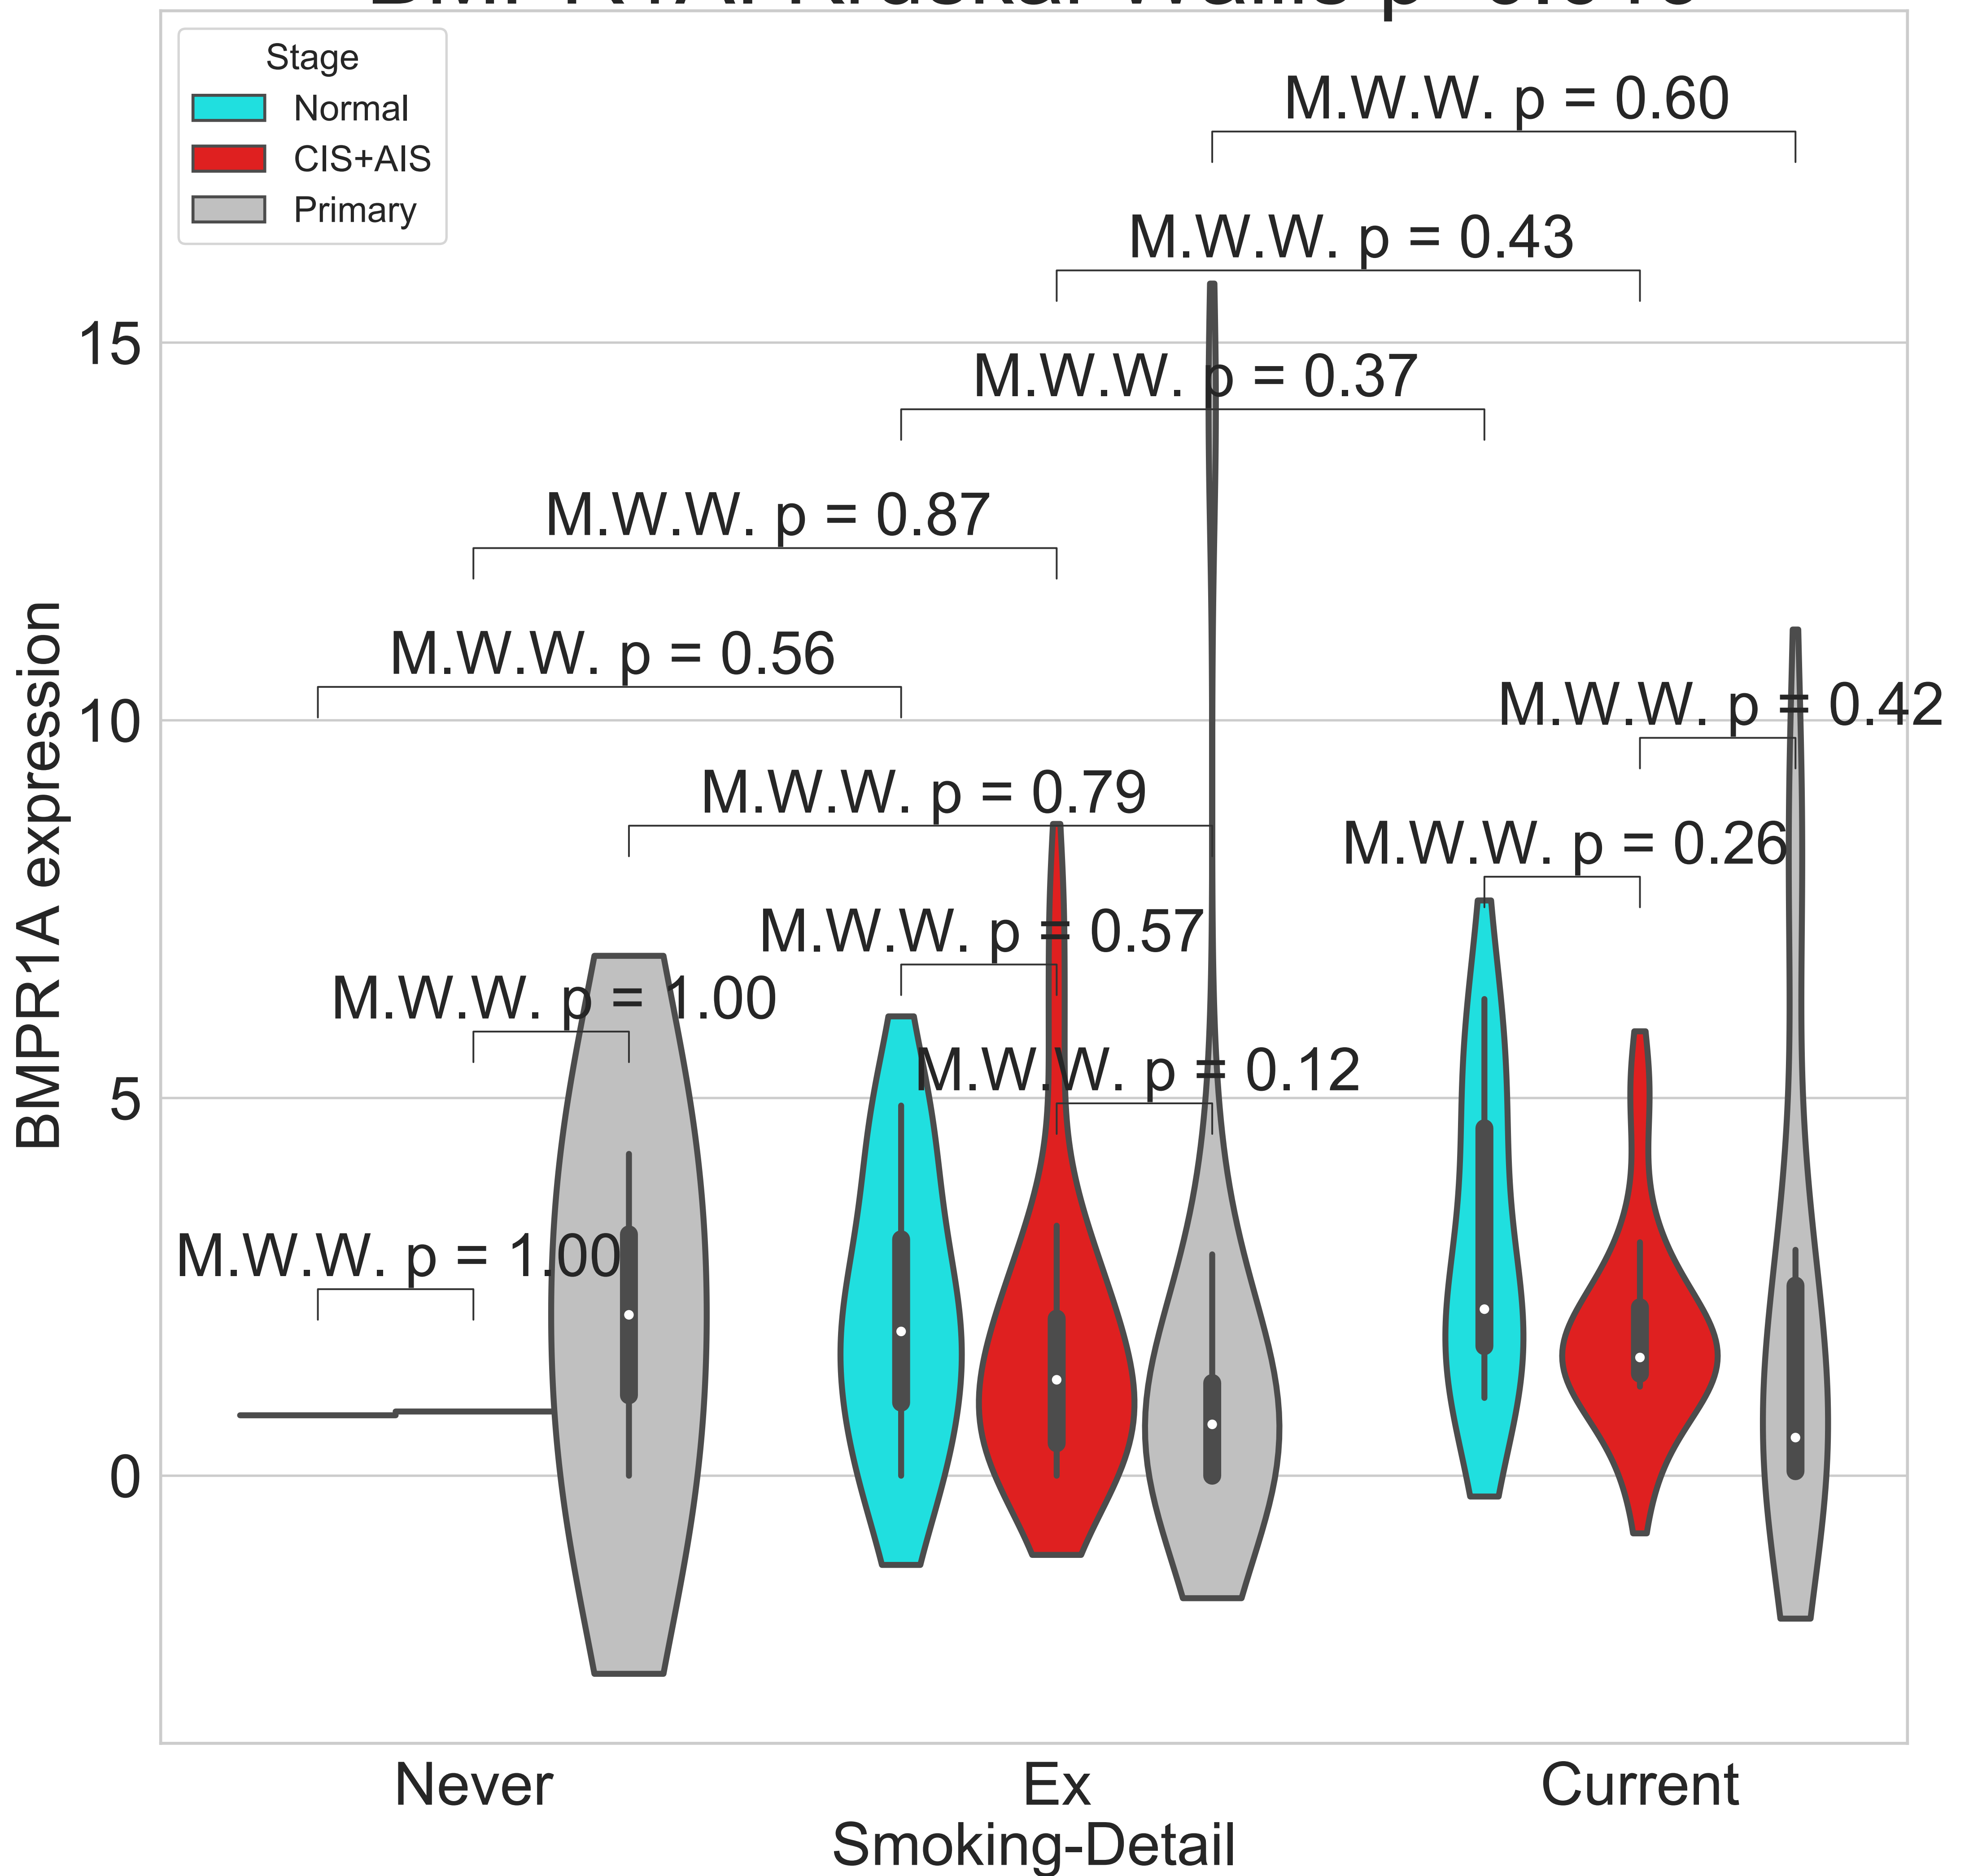 Stage
Normal
CIS+AIS
Primary
M.W.W. p = 0.60
M.W.W. p = 0.43
15
M.W.W. p = 0.37
M.W.W. p = 0.87
M.W.W. p = 0.56
10
M.W.W. p = 0.42
M.W.W. p = 0.79
M.W.W. p = 0.26
M.W.W. p = 0.57
M.W.W. p = 1.00
M.W.W. p = 0.12
5
M.W.W. p = 1.00
0
BMPR1A expression
Never
Ex
Current
Smoking-Detail